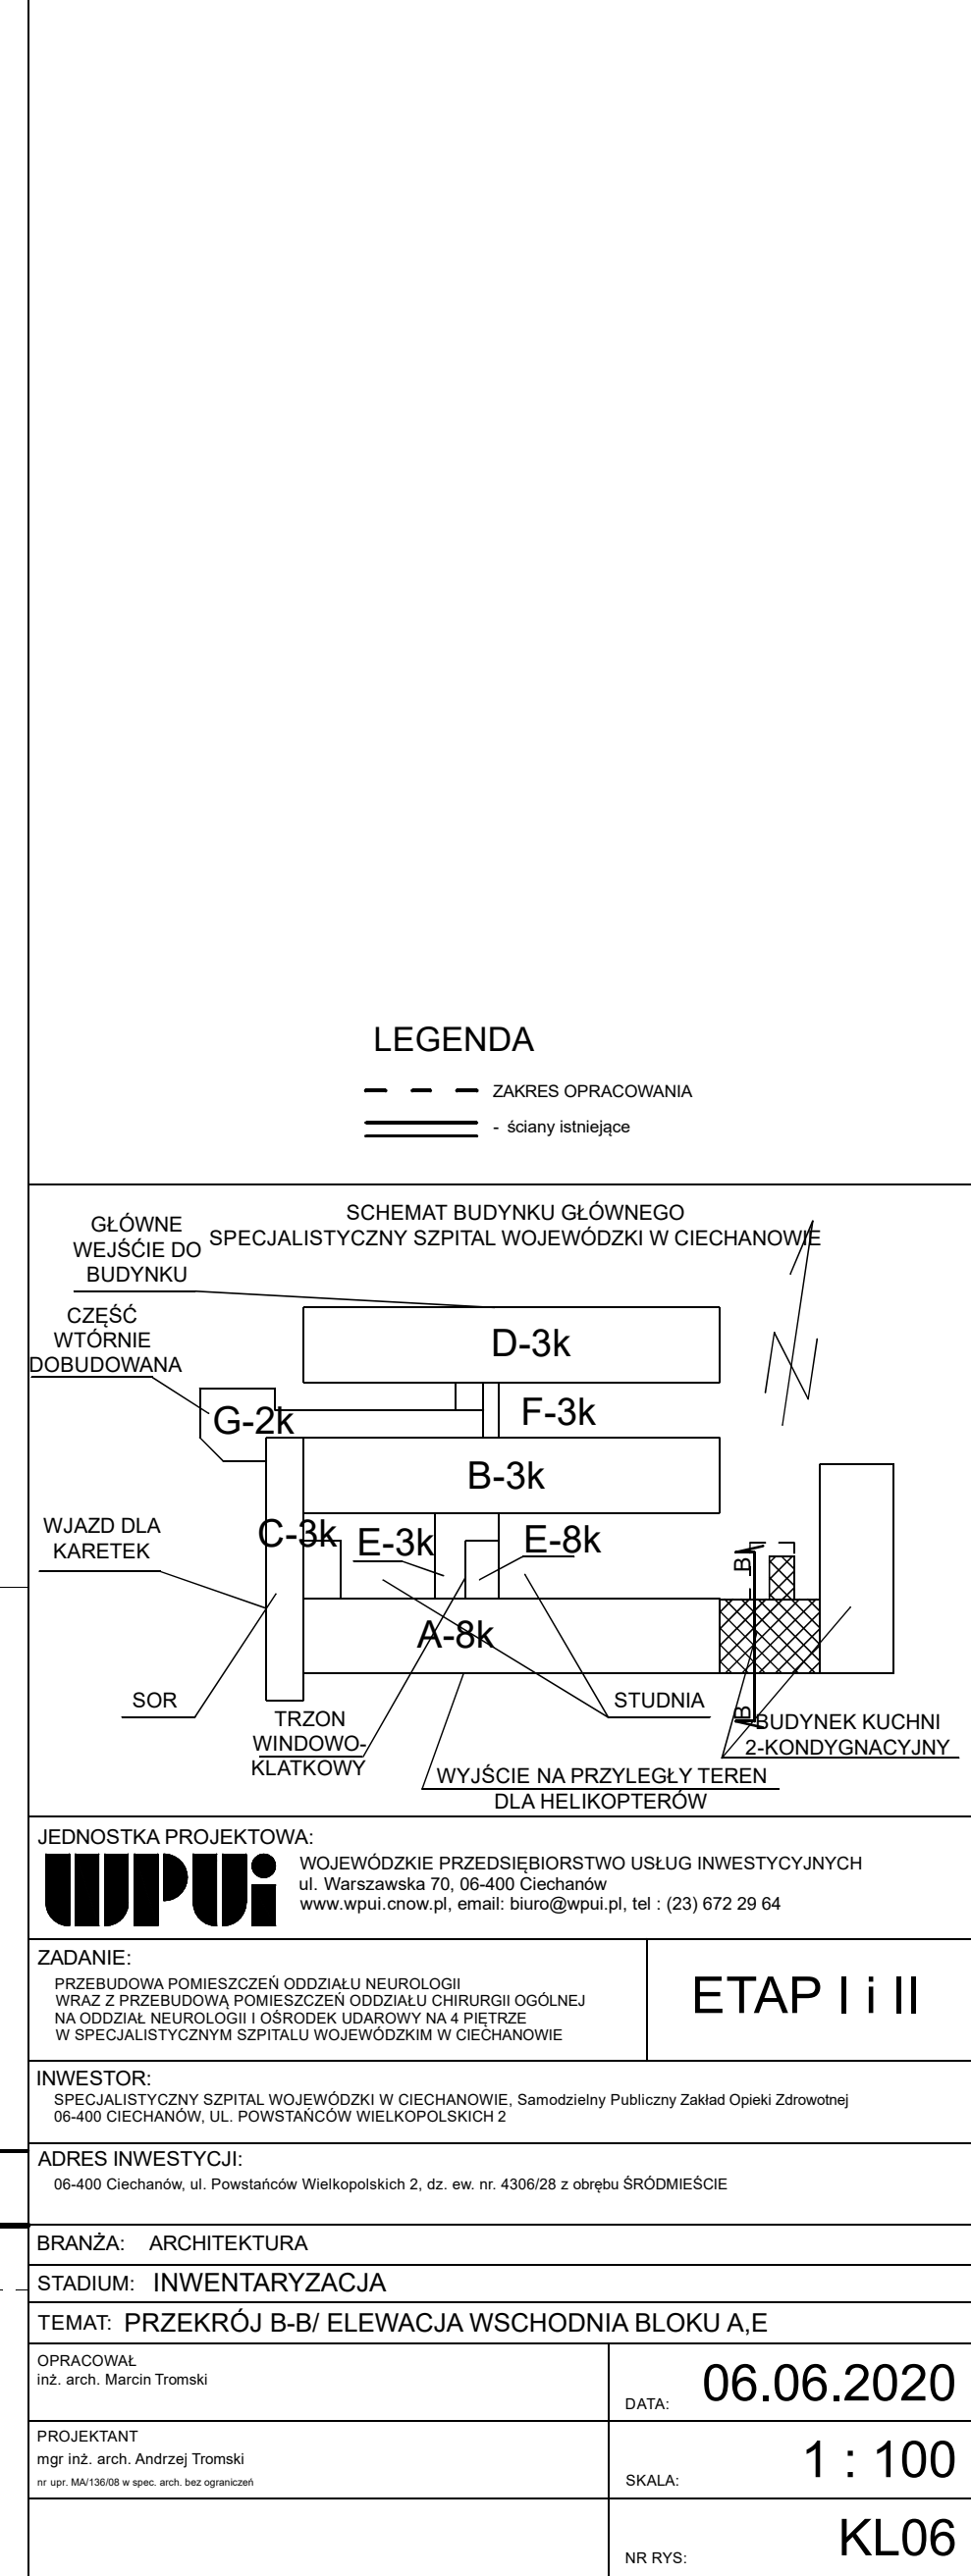 LEGENDA
ZAKRES OPRACOWANIA
- ściany istniejące
SCHEMAT BUDYNKU GŁÓWNEGO
SPECJALISTYCZNY SZPITAL WOJEWÓDZKI W CIECHANOWIE
GŁÓWNE
WEJŚCIE DO
BUDYNKU
CZĘŚĆ
WTÓRNIE
DOBUDOWANA
D-3k
G-2k
F-3k
B-3k
WJAZD DLA
KARETEK
C-3k
E-3k
E-8k
B
A-8k
SOR
TRZON
WINDOWO-
KLATKOWY
STUDNIA
B
BUDYNEK KUCHNI
2-KONDYGNACYJNY
WYJŚCIE NA PRZYLEGŁY TEREN
DLA HELIKOPTERÓW
JEDNOSTKA PROJEKTOWA:
WPUi
WOJEWÓDZKIE PRZEDSIĘBIORSTWO USŁUG INWESTYCYJNYCH
ul. Warszawska 70, 06-400 Ciechanów
www.wpui.cnow.pl, email: biuro@wpui.pl, tel : (23) 672 29 64
ZADANIE:
PRZEBUDOWA POMIESZCZEŃ ODDZIAŁU NEUROLOGII
WRAZ Z PRZEBUDOWĄ POMIESZCZEŃ ODDZIAŁU CHIRURGII OGÓLNEJ
NA ODDZIAŁ NEUROLOGII I OŚRODEK UDAROWY NA 4 PIĘTRZE
W SPECJALISTYCZNYM SZPITALU WOJEWÓDZKIM W CIECHANOWIE
ETAP I i II
INWESTOR:
SPECJALISTYCZNY SZPITAL WOJEWÓDZKI W CIECHANOWIE, Samodzielny Publiczny Zakład Opieki Zdrowotnej
06-400 CIECHANÓW, UL. POWSTAŃCÓW WIELKOPOLSKICH 2
ADRES INWESTYCJI:
06-400 Ciechanów, ul. Powstańców Wielkopolskich 2, dz. ew. nr. 4306/28 z obrębu ŚRÓDMIEŚCIE
BRANŻA: ARCHITEKTURA
STADIUM: INWENTARYZACJA
TEMAT: PRZEKRÓJ B-B/ ELEWACJA WSCHODNIA BLOKU A,E
OPRACOWAŁ
inż. arch. Marcin Tromski
DATA: 06.06.2020
PROJEKTANT
mgr inż. arch. Andrzej Tromski
nr upr. MA/136/08 w spec. arch. bez ograniczeń
SKALA: 1 : 100
NR RYS: KL06